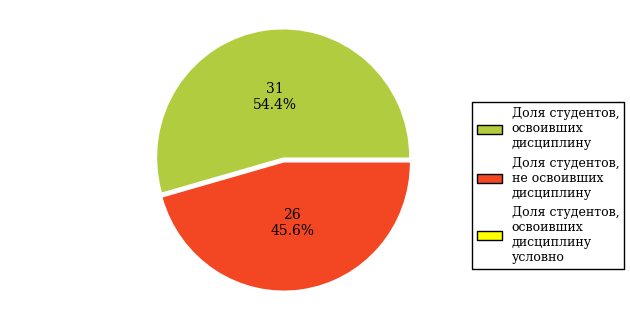 31
54.4%
26
45.6%
Доля студентов,
освоивших
дисциплину
Доля студентов,
не освоивших
дисциплину
Доля студентов,
освоивших
дисциплину
условно